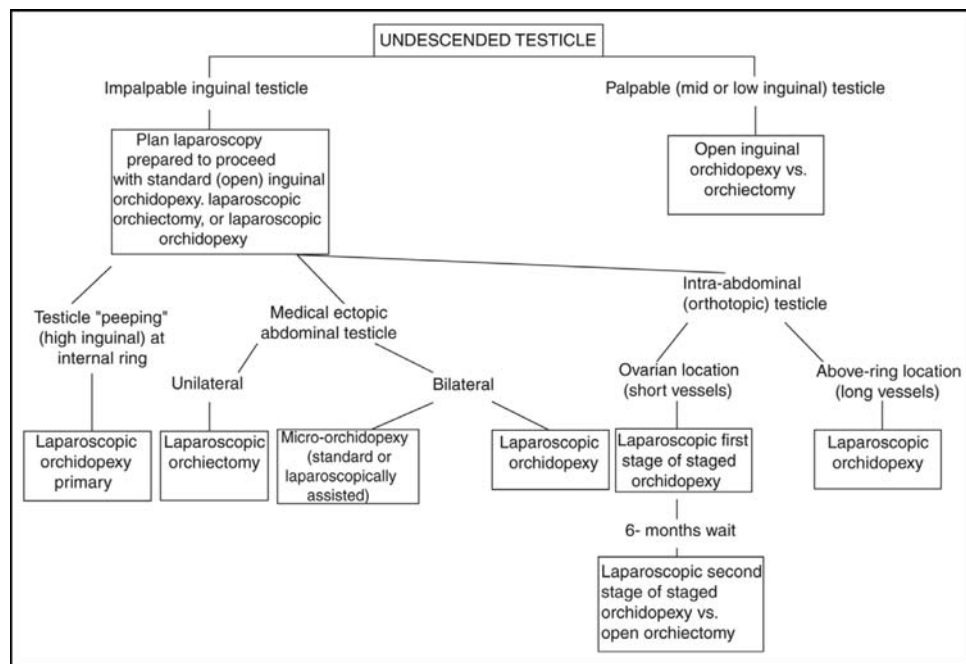 UNDESCENDED TESTICLE
Impalpable inguinal testicle
Palpable (mid or low inguinal) testicle
Plan laparoscopy
prepared to proceed
with standard (open) inguinal
orchidopexy. laparoscopic
orchiectomy, or laparoscopic
orchidopexy
Open inguinal
orchidopexy vs.
orchiectomy
Testicle "peeping"
(high inguinal) at
internal ring
Medical ectopic
abdominal testicle
Intra-abdominal
(orthotopic) testicle
Unilateral
Bilateral
Ovarian location
(short vessels)
Above-ring location
(long vessels)
Laparoscopic
orchidopexy
primary
Laparoscopic
orchiectomy
Micro-orchidopexy
(standard or
laparoscopically
assisted)
Laparoscopic
orchidopexy
Laparoscopic first
stage of staged
orchidopexy
Laparoscopic
orchidopexy
6- months wait
Laparoscopic second
stage of staged
orchidopexy vs.
open orchiectomy